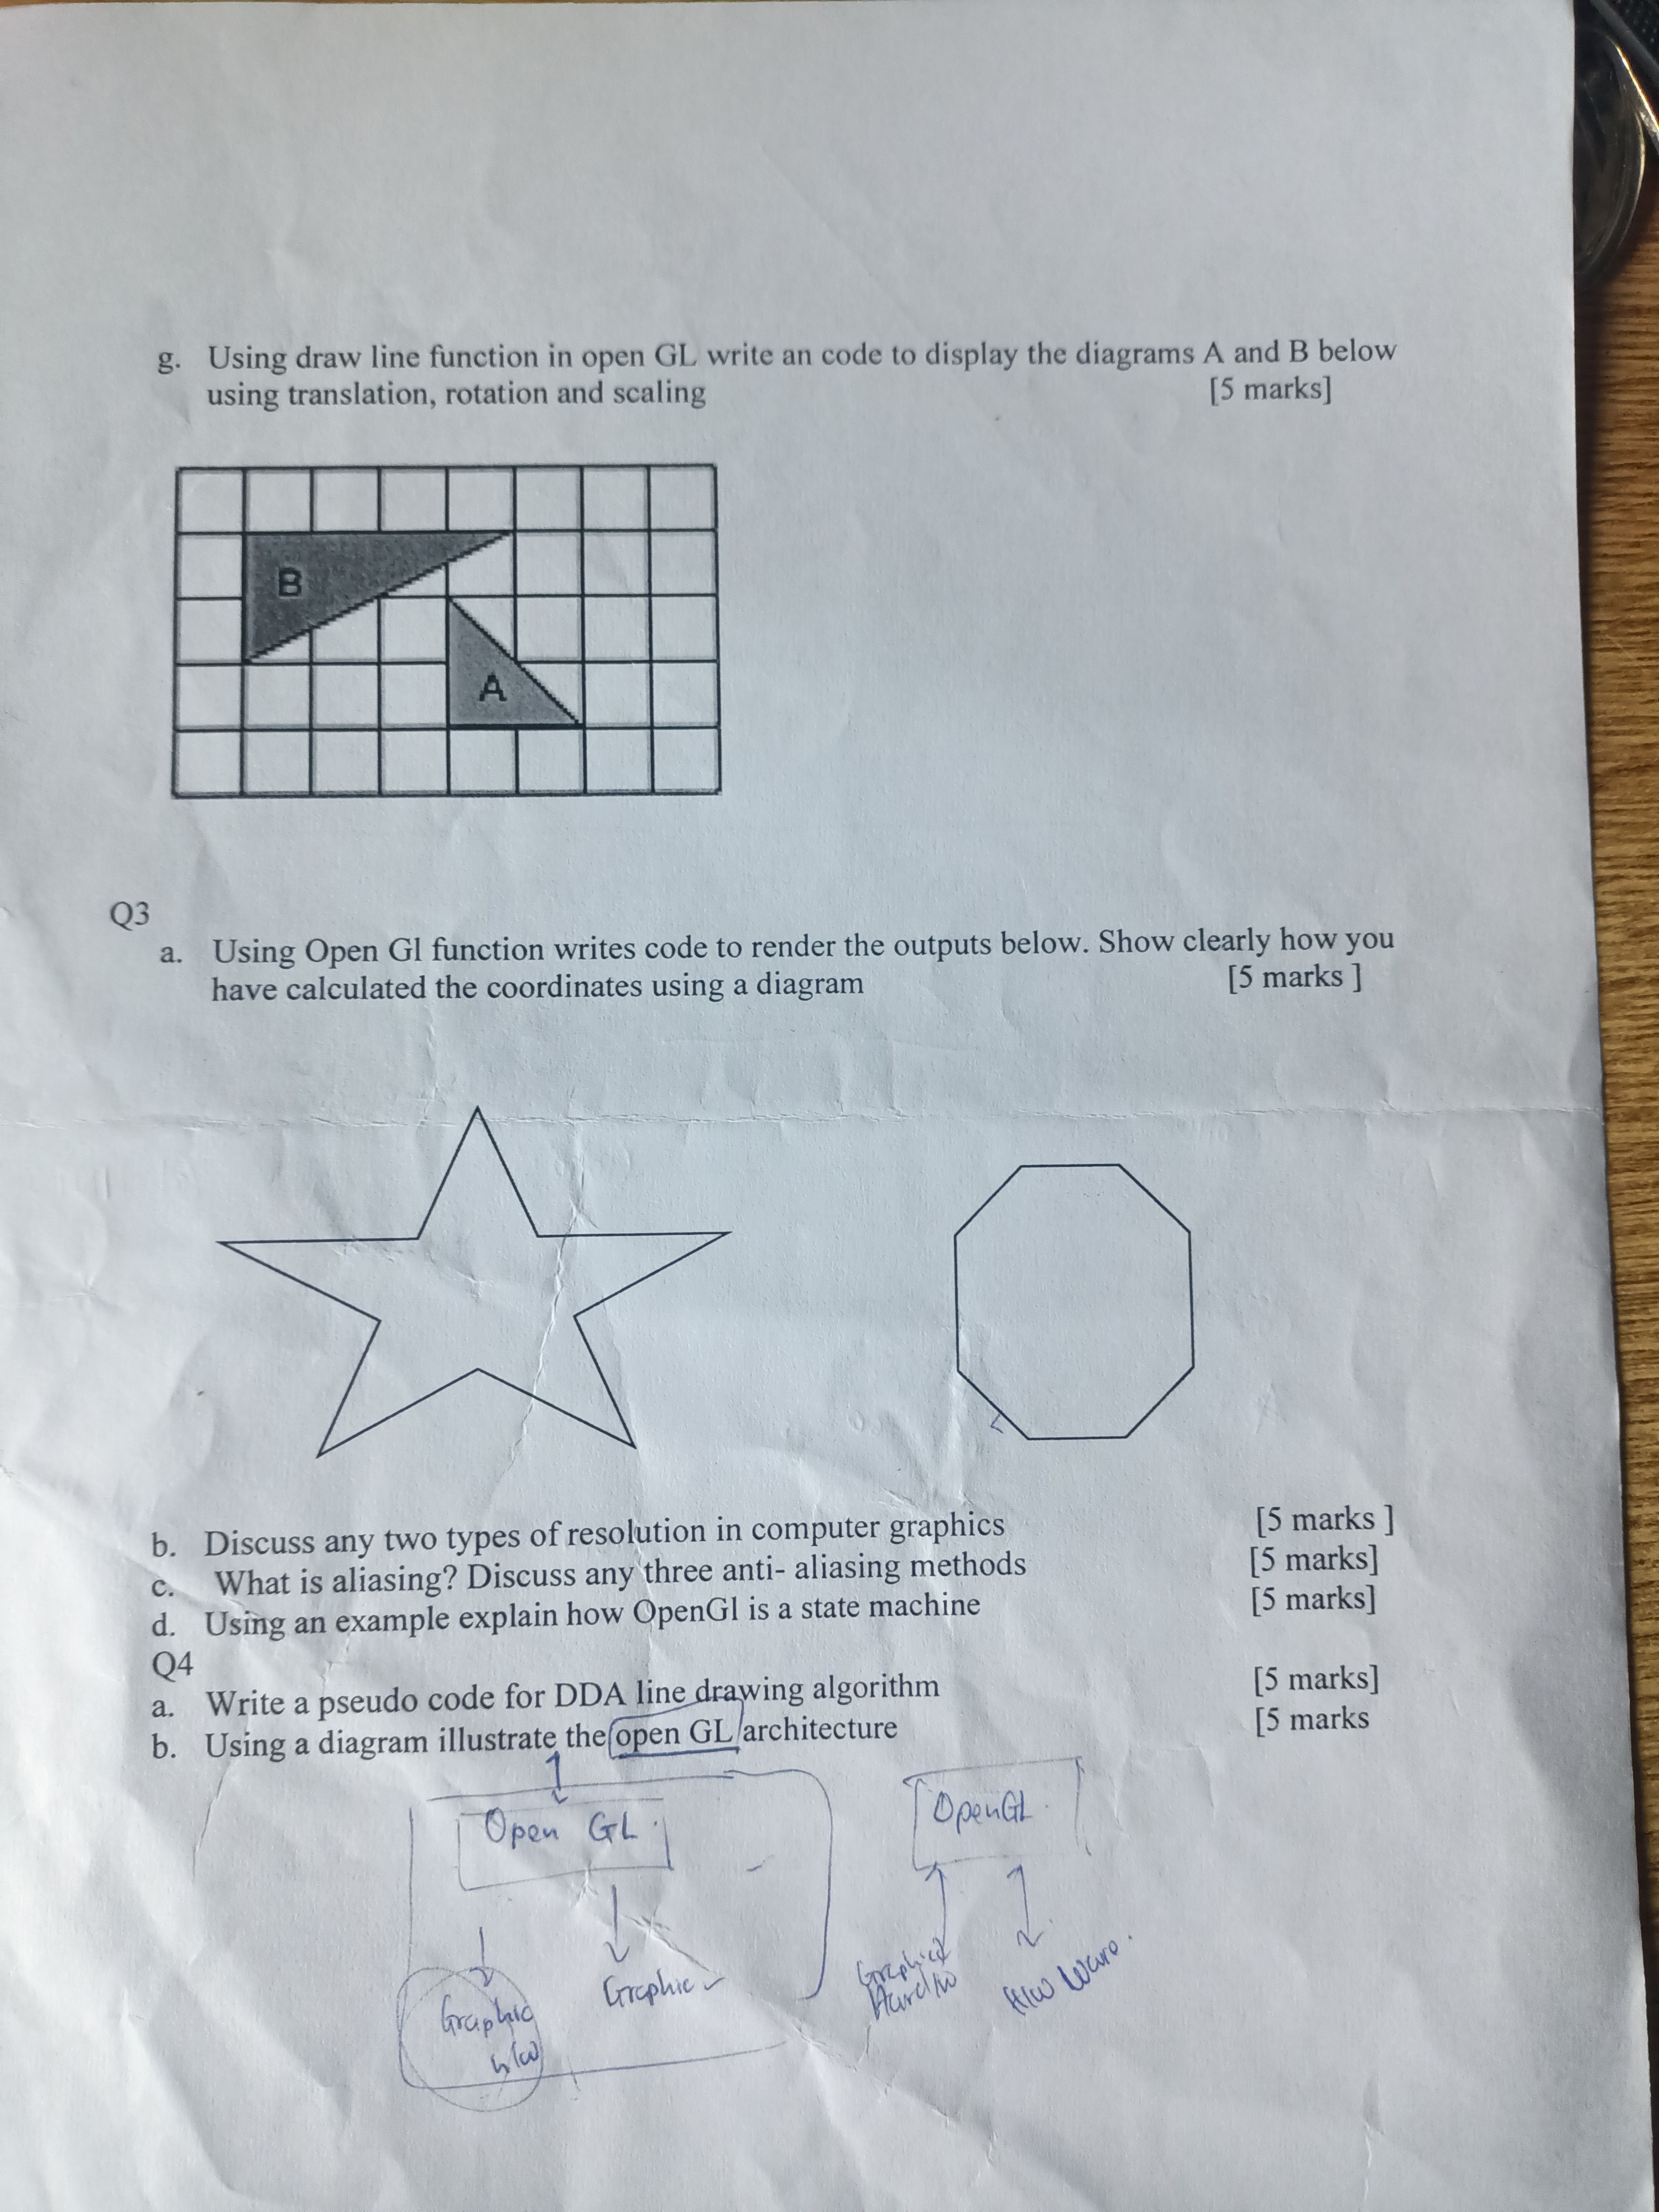 g. Using draw line function in open GL write an code to display the diagrams A and B below
using translation, rotation and scaling [5 marks]
B
A
Q3
a. Using Open Gl function writes code to render the outputs below. Show clearly how you
have calculated the coordinates using a diagram [5 marks ]
b. Discuss any two types of resolution in computer graphics [5 marks ]
c. What is aliasing? Discuss any three anti- aliasing methods [5 marks]
d. Using an example explain how OpenGl is a state machine [5 marks]
Q4
a. Write a pseudo code for DDA line drawing algorithm [5 marks]
b. Using a diagram illustrate the open GL architecture [5 marks
Open GL
OpenGL
Graphic
Graphic
h/w